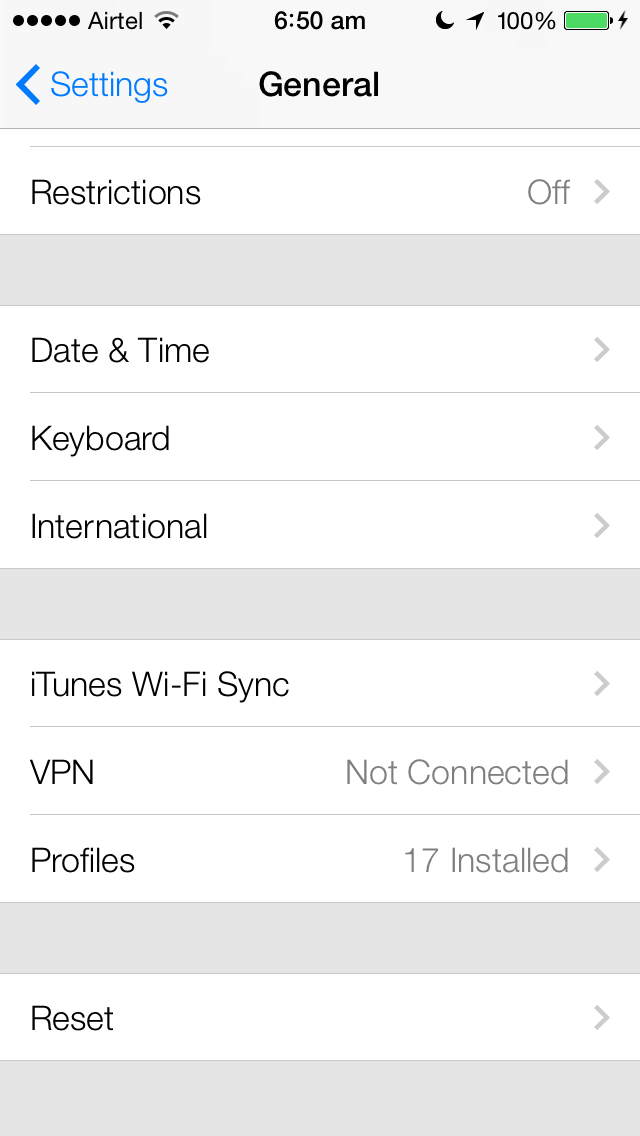 Airtel 6:50 am 100%
Settings General
Restrictions Off
Date & Time
Keyboard
International
iTunes Wi-Fi Sync
VPN Not Connected
Profiles 17 Installed
Reset